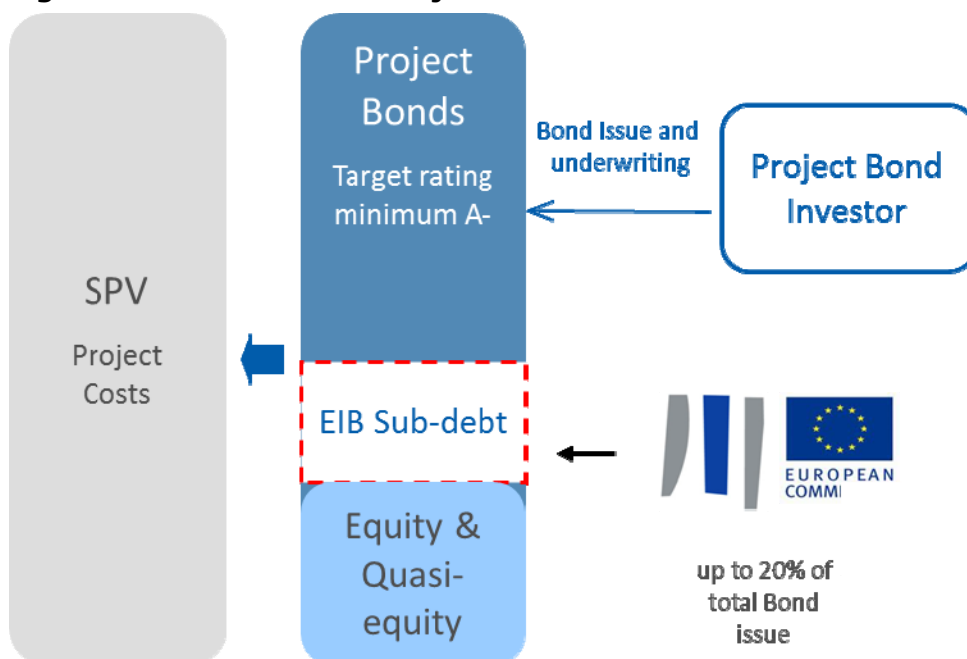 SPV
Project
Costs
Project
Bonds
Target rating
minimum A-
EIB Sub-debt
Equity &
Quasi-
equity
Bond Issue and
underwriting
Project Bond
Investor
EUROPEAN
COMMI
up to 20% of
total Bond
issue